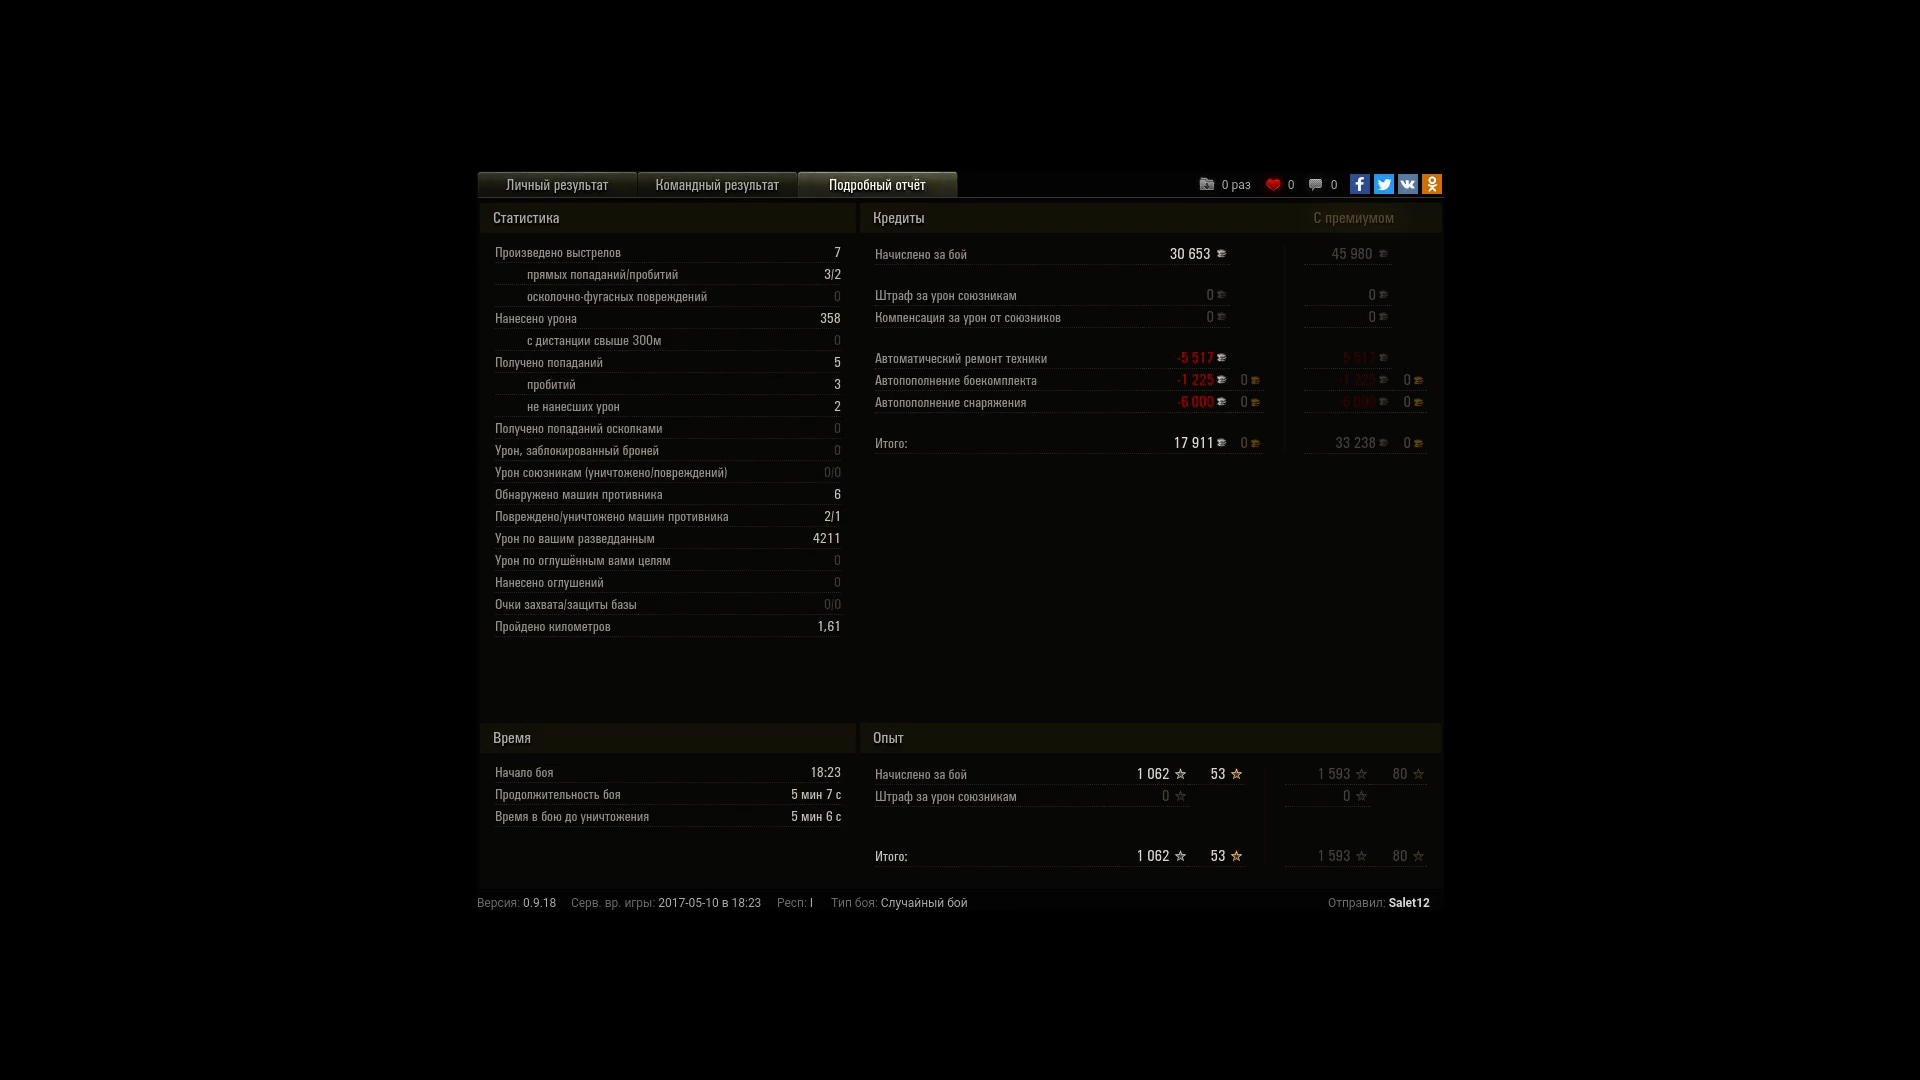 Личный результат Командный результат Подробный отчёт 0 раз 0 0
Статистика
Произведено выстрелов 7
прямых попаданий/пробитий 3/2
осколочно-фугасных повреждений 0
Нанесено урона 358
с дистанции свыше 300м 0
Получено попаданий 5
пробитий 3
не нанесших урон 2
Получено попаданий осколками 0
Урон, заблокированный броней 0
Урон союзникам (уничтожено/повреждений) 0/0
Обнаружено машин противника 6
Повреждено/уничтожено машин противника 2/1
Урон по вашим разведданным 4211
Урон по оглушённым вами целям 0
Нанесено оглушений 0
Очки захвата/защиты базы 0/0
Пройдено километров 1,61
Кредиты С премиумом
Начислено за бой 30 653 45 980
Штраф за урон союзникам 0 0
Компенсация за урон от союзников 0 0
Автоматический ремонт техники -5 517 -5 517
Автопополнение боекомплекта -1 225 0 -1 225 0
Автопополнение снаряжения -6 000 0 -6 000 0
Итого: 17 911 0 33 238 0
Время
Начало боя 18:23
Продолжительность боя 5 мин 7 с
Время в бою до уничтожения 5 мин 6 с
Опыт
Начислено за бой 1 062 53 1 593 80
Штраф за урон союзникам 0 0
Итого: 1 062 53 1 593 80
Версия: 0.9.18 Серв. вр. игры: 2017-05-10 в 18:23 Респ: I Тип боя: Случайный бой Отправил: Salet12